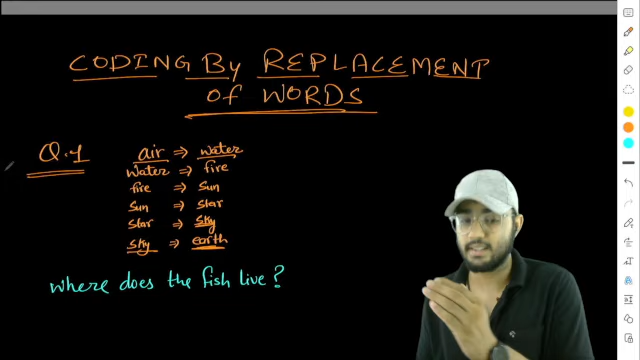 CODING By REPLACEMENT
of WORDS
Q.1
air ⇒ water
water ⇒ fire
fire ⇒ Sun
Sun ⇒ star
star ⇒ sky
sky ⇒ earth
where does the fish live?